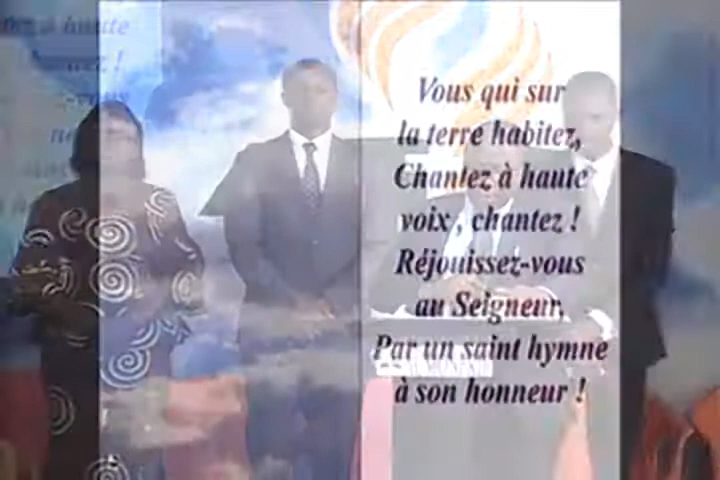 Vous qui sur
la terre habitez,
Chantez à haute
voix, chantez !
Réjouissez-vous
au Seigneur,
Par un saint hymne
à son honneur !